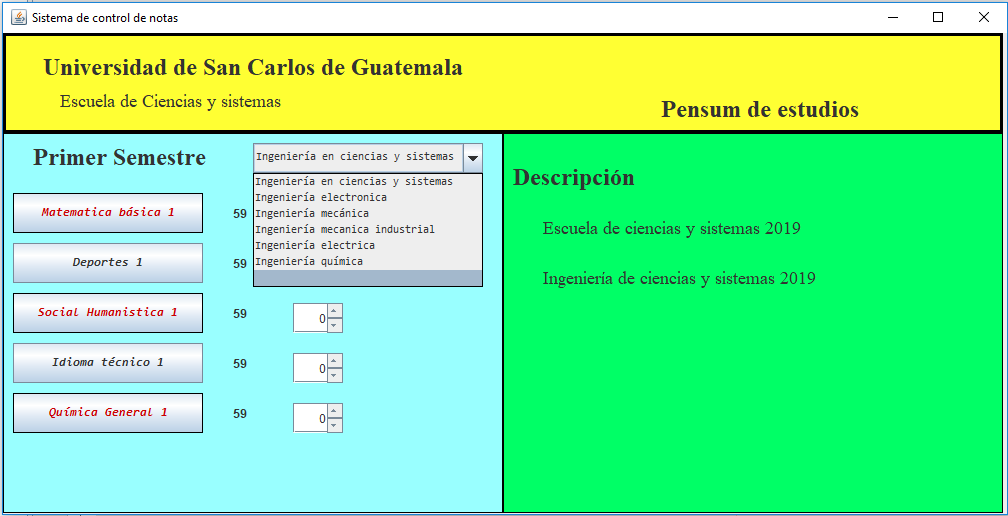 Sistema de control de notas
Universidad de San Carlos de Guatemala
Escuela de Ciencias y sistemas
Pensum de estudios
Primer Semestre
Ingeniería en ciencias y sistemas
Ingeniería en ciencias y sistemas
Ingeniería electronica
Ingeniería mecánica
Ingeniería mecanica industrial
Ingeniería electrica
Ingeniería química
Matematica básica 1 59
Deportes 1 59
Social Humanistica 1 59 0
Idioma técnico 1 59 0
Química General 1 59 0
Descripción
Escuela de ciencias y sistemas 2019
Ingeniería de ciencias y sistemas 2019